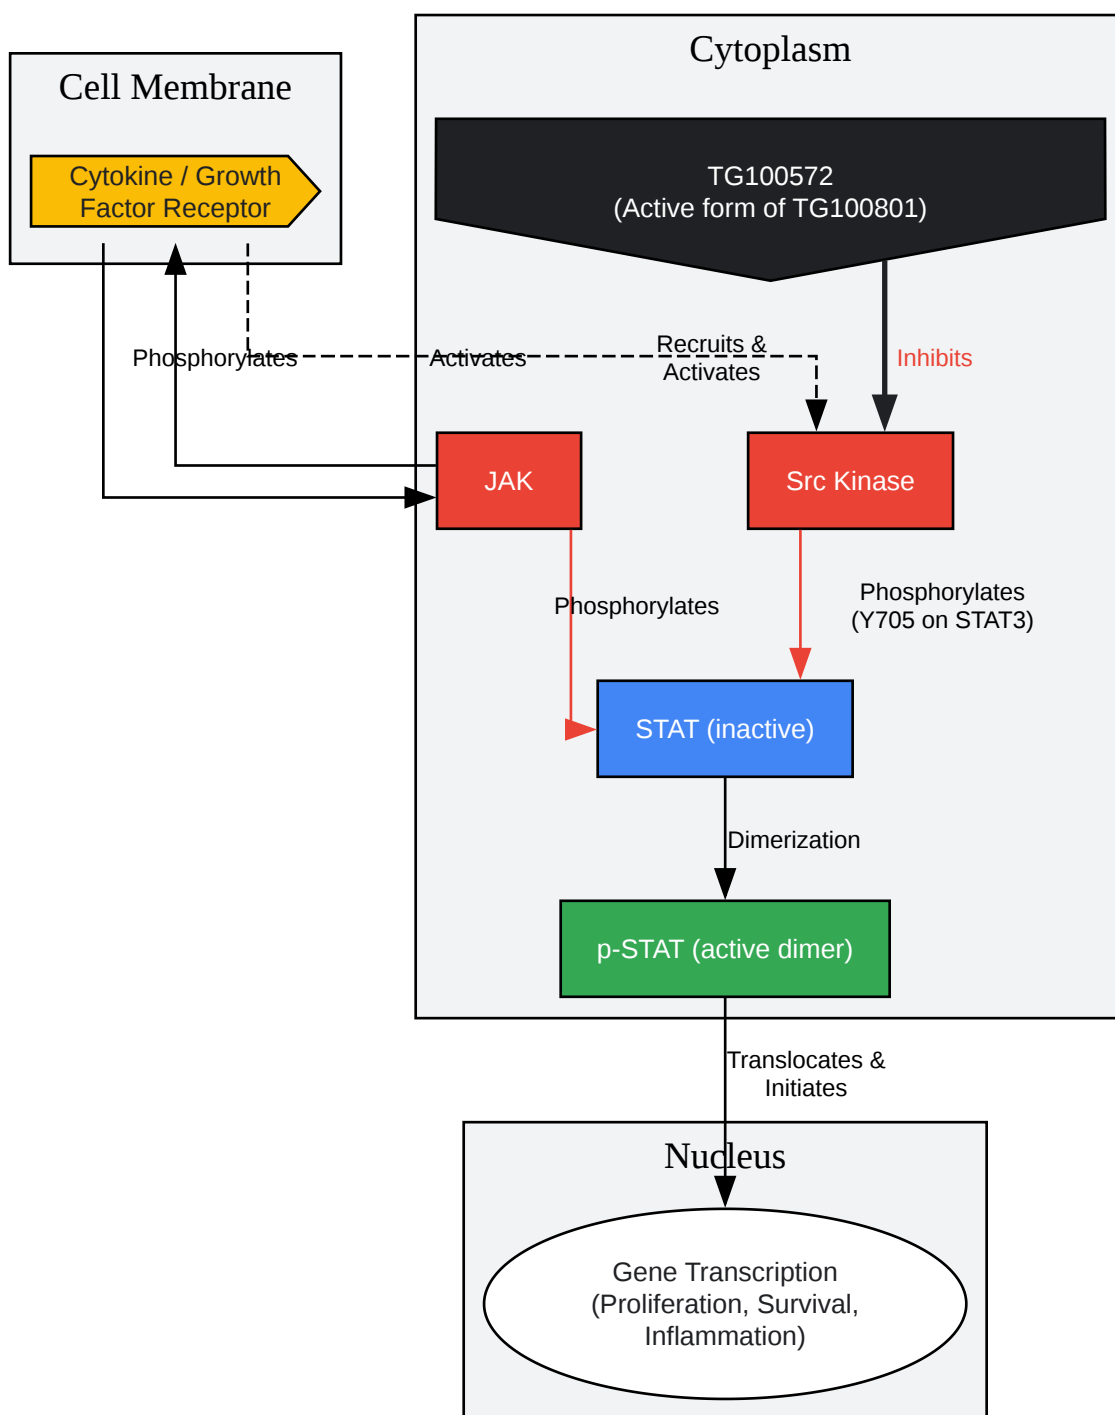 Cytoplasm
Cell Membrane
Cytokine / Growth
Factor Receptor
TG100572
(Active form of TG100801)
Phosphorylates
Activates
Recruits &
Activates
Inhibits
JAK
Src Kinase
Phosphorylates
Phosphorylates
(Y705 on STAT3)
STAT (inactive)
Dimerization
p-STAT (active dimer)
Translocates &
Initiates
Nucleus
Gene Transcription
(Proliferation, Survival,
Inflammation)